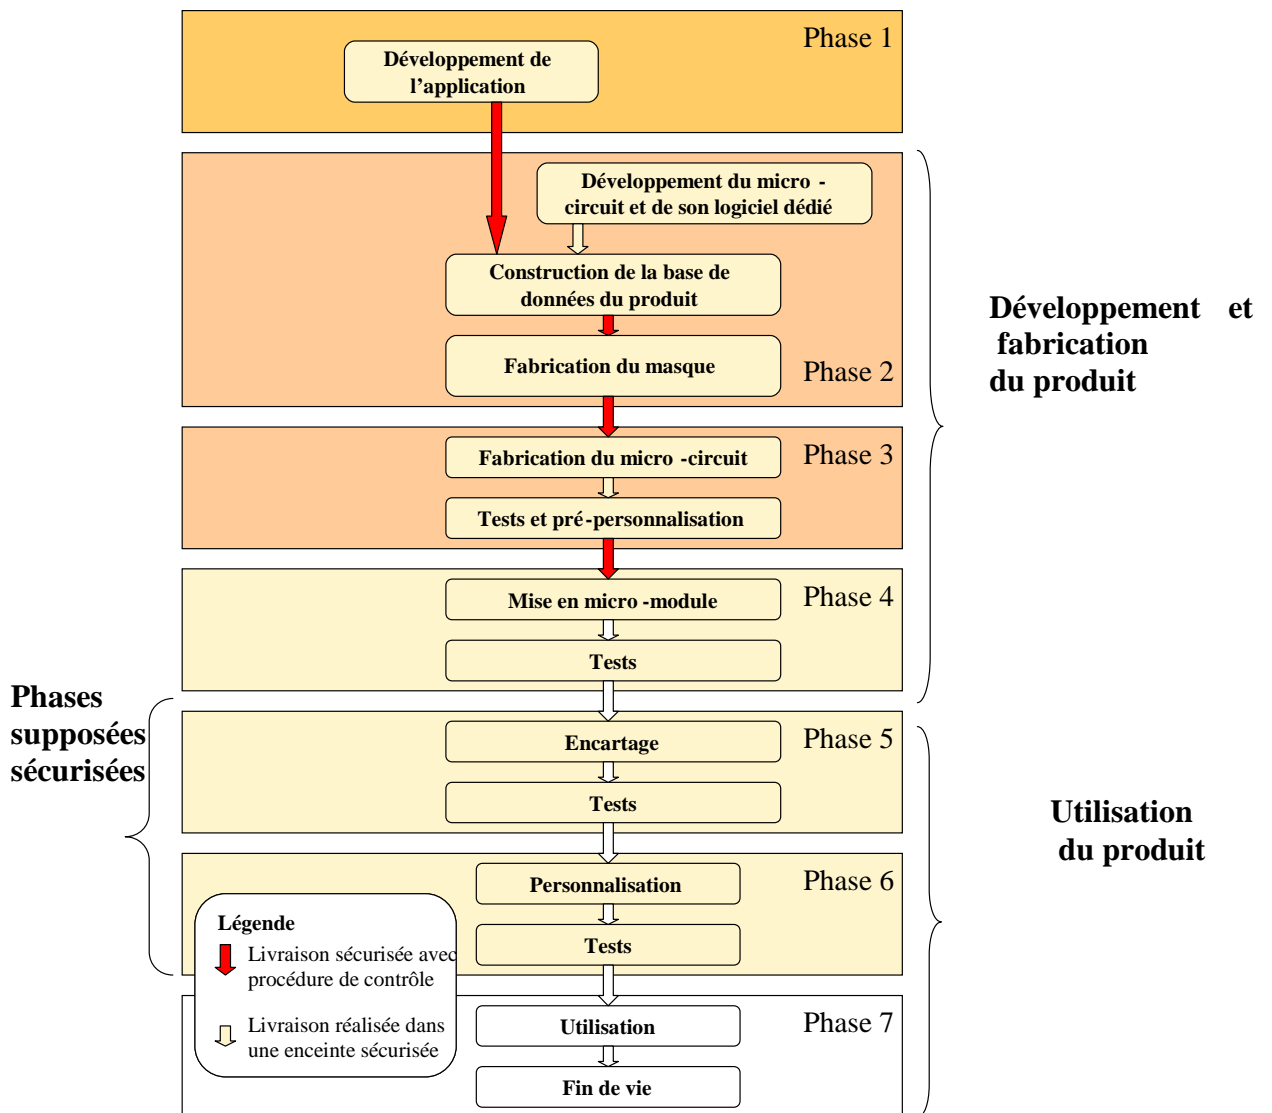 Phase 1
Développement de
l'application
Développement du micro -
circuit et de son logiciel dédié
Construction de la base de
données du produit
Fabrication du masque
Phase 2
Développement et
fabrication
du produit
Phase 3
Fabrication du micro -circuit
Tests et pré-personnalisation
Phase 4
Mise en micro -module
Tests
Phases
supposées
sécurisées
Phase 5
Encartage
Tests
Utilisation
du produit
Phase 6
Personnalisation
Tests
Légende
Livraison sécurisée avec
procédure de contrôle
Livraison réalisée dans
une enceinte sécurisée
Phase 7
Utilisation
Fin de vie